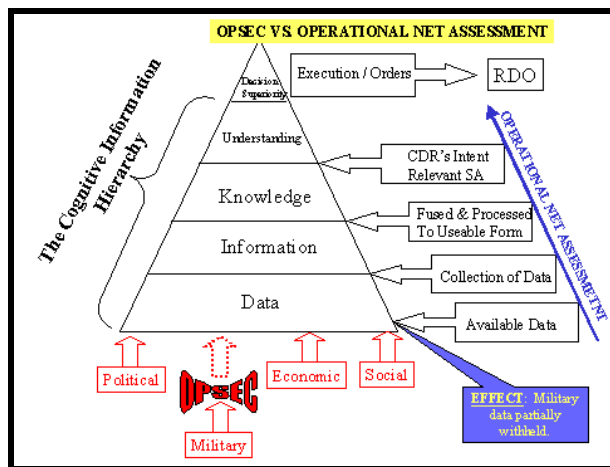 OPSEC VS. OPERATIONAL NET ASSESSMENT
The Cognitive Information
Hierarchy
Decision
Superiority
Understanding
Knowledge
Information
Data
Execution / Orders
RDO
CDR's Intent
Relevant SA
Fused & Processed
To Useable Form
Collection of Data
Available Data
OPERATIONAL NET ASSESSMETNT
Political
OPSEC
Military
Economic
Social
EFFECT: Military
data partially
withheld.